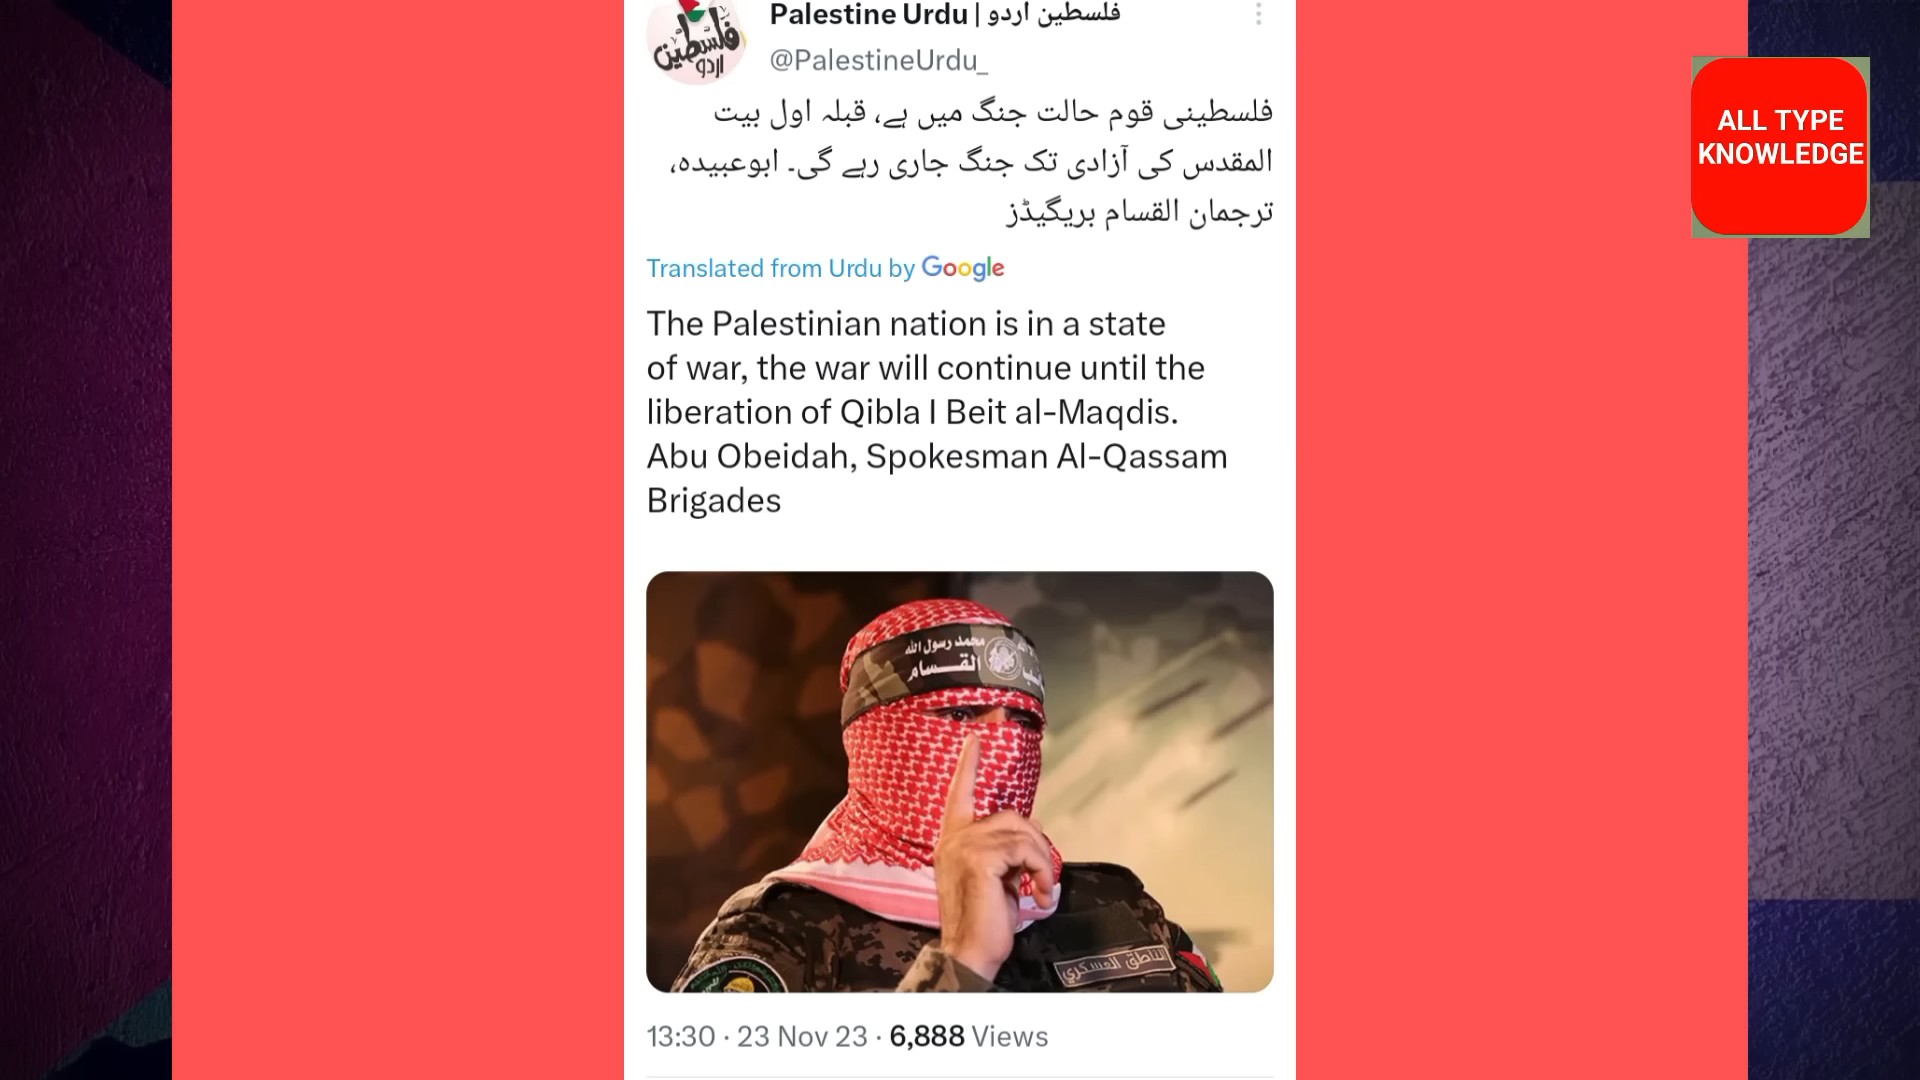 Palestine Urdu | فلسطین اردو
@PalestineUrdu_
فلسطین
اردو
فلسطینی قوم حالت جنگ میں ہے، قبلہ اول بیت
المقدس کی آزادی تک جنگ جاری رہے گی۔ ابوعبیدہ،
ترجمان القسام بریگیڈز
Translated from Urdu by Google
The Palestinian nation is in a state
of war, the war will continue until the
liberation of Qibla I Beit al-Maqdis.
Abu Obeidah, Spokesman Al-Qassam
Brigades
محمد رسول الله
القسام
الناطق العسكري
13:30 · 23 Nov 23 · 6,888 Views
ALL TYPE
KNOWLEDGE